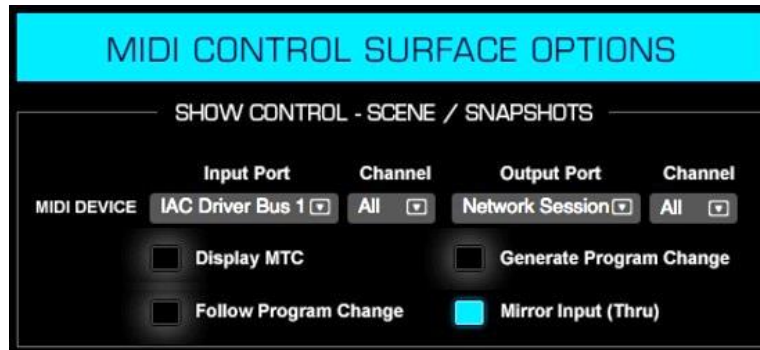 MIDI CONTROL SURFACE OPTIONS
SHOW CONTROL - SCENE / SNAPSHOTS
Input Port Channel Output Port Channel
MIDI DEVICE IAC Driver Bus 1 All Network Session All
Display MTC Generate Program Change
Follow Program Change Mirror Input (Thru)